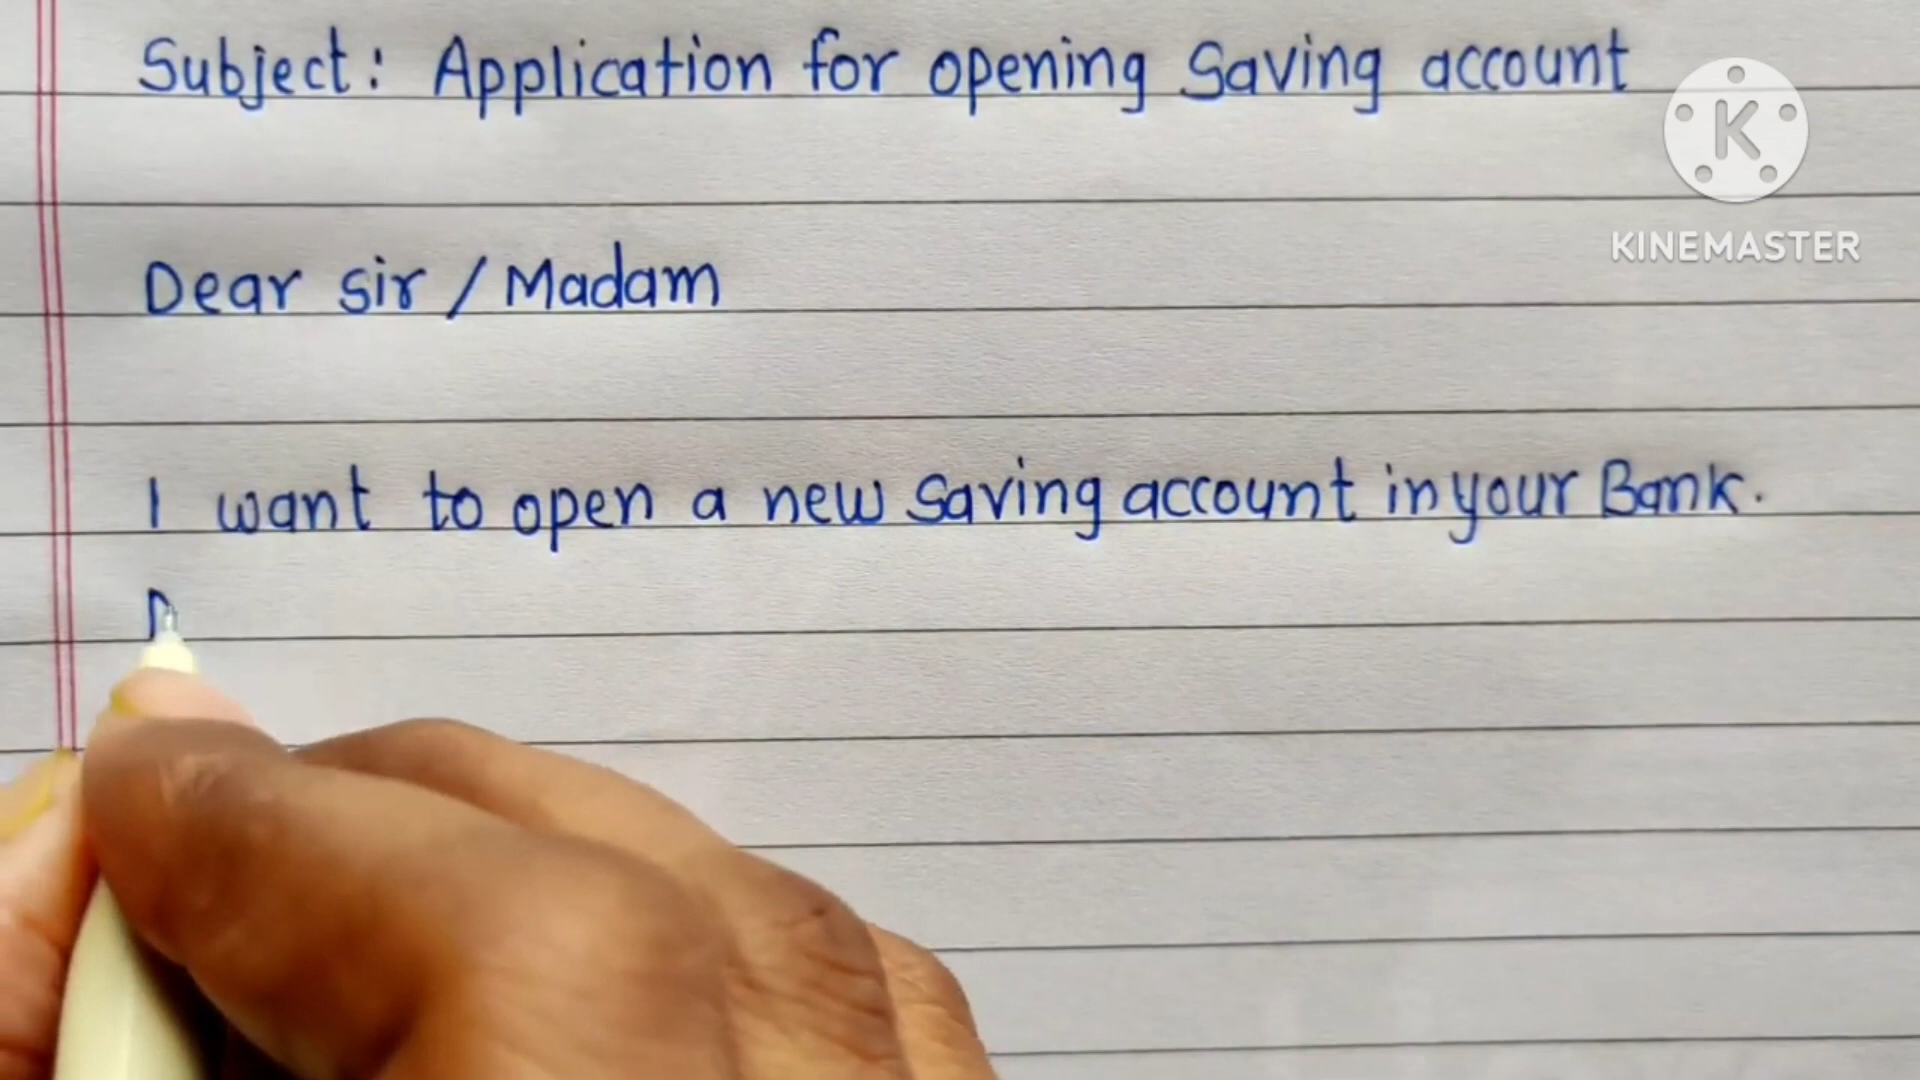 Subject: Application for opening Saving account
K
KINEMASTER
Dear Sir / Madam
I want to open a new Saving account in your Bank.